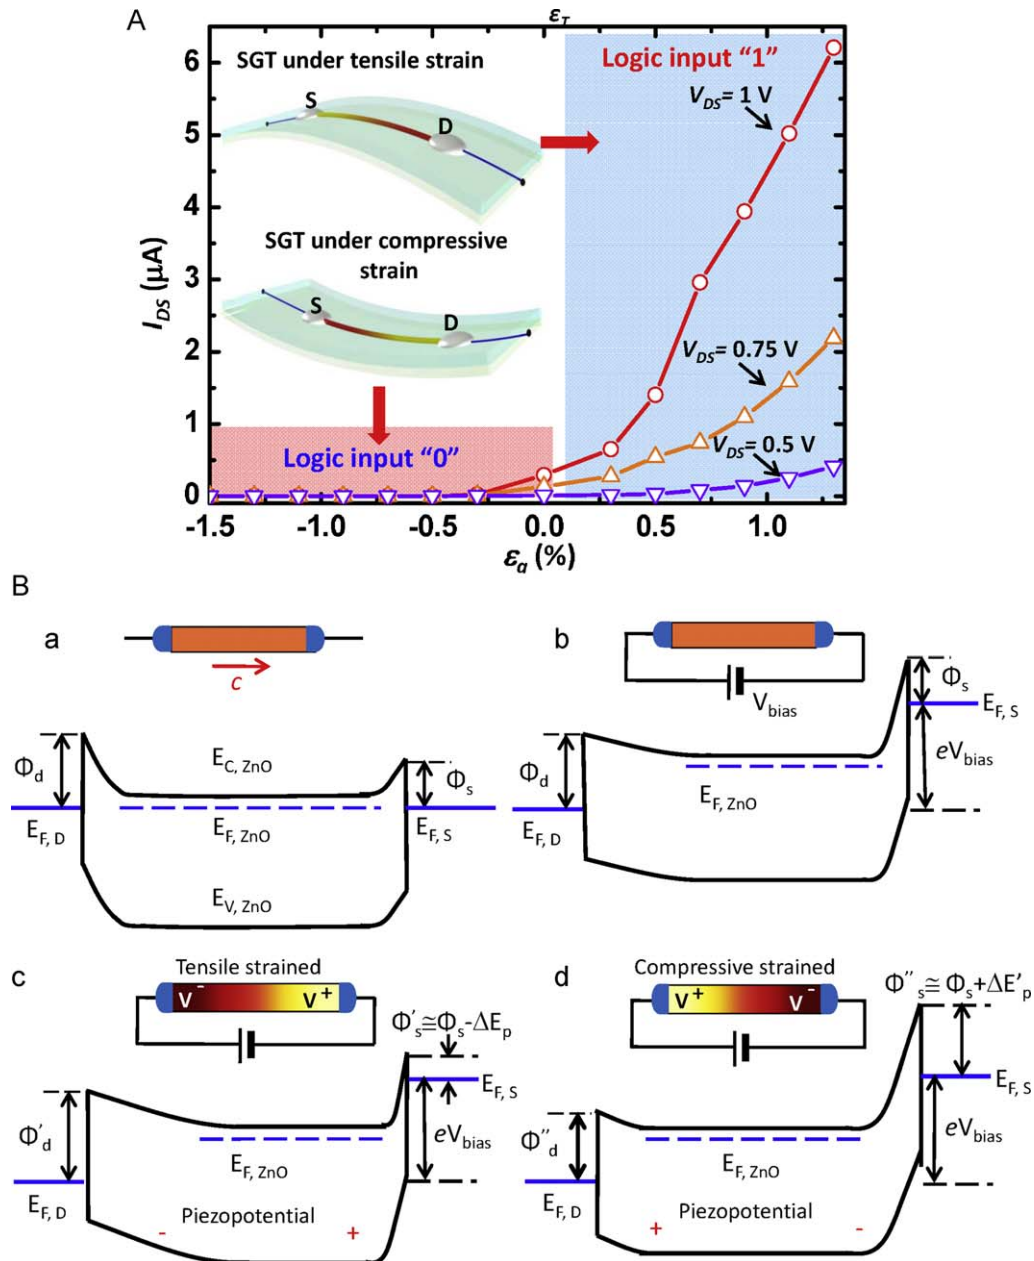 A
ε_T
SGT under tensile strain
Logic input “1”
V_DS= 1 V
S
D
SGT under compressive
strain
S
D
V_DS= 0.75 V
Logic input “0”
V_DS= 0.5 V
I_DS (μA)
6
5
4
3
2
1
0
-1.5
-1.0
-0.5
0.0
0.5
1.0
ε_a (%)
B
a
c
Φ_d
E_C, ZnO
Φ_s
E_F, D
E_F, ZnO
E_F, S
E_V, ZnO
b
V_bias
Φ_s
E_F, S
Φ_d
eV_bias
E_F, ZnO
E_F, D
c
Tensile strained
V⁻
V⁺
Φ'_s≅Φ_s-ΔE_p
E_F, S
Φ'_d
eV_bias
E_F, ZnO
E_F, D
Piezopotential
-
+
d
Compressive strained
V⁺
V⁻
Φ''_s≅ Φ_s+ΔE'_p
E_F, S
Φ''_d
eV_bias
E_F, ZnO
E_F, D
Piezopotential
+
-